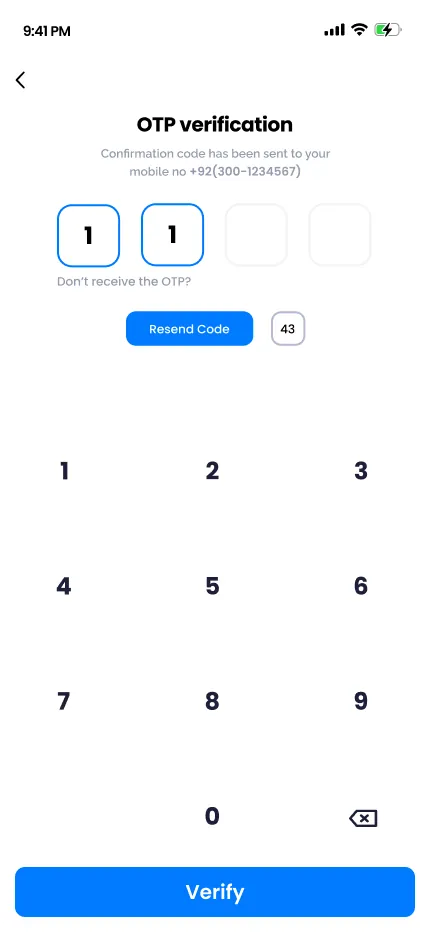 9:41 PM
OTP verification
Confirmation code has been sent to your
mobile no +92(300-1234567)
1 1
Don't receive the OTP?
Resend Code 43
1 2 3
4 5 6
7 8 9
0
Verify